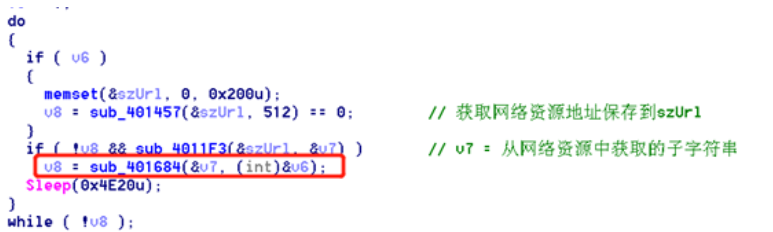 do
{
if ( v6 )
{
memset(&szUrl, 0, 0x200u);
v8 = sub_401457(&szUrl, 512) == 0; // 获取网络资源地址保存到szUrl
}
if ( !v8 && sub_4011F3(&szUrl, &v7) ) // v7 = 从网络资源中获取的子字符串
v8 = sub_401684(&v7, (int)&v6);
Sleep(0x4E20u);
}
while ( !v8 );